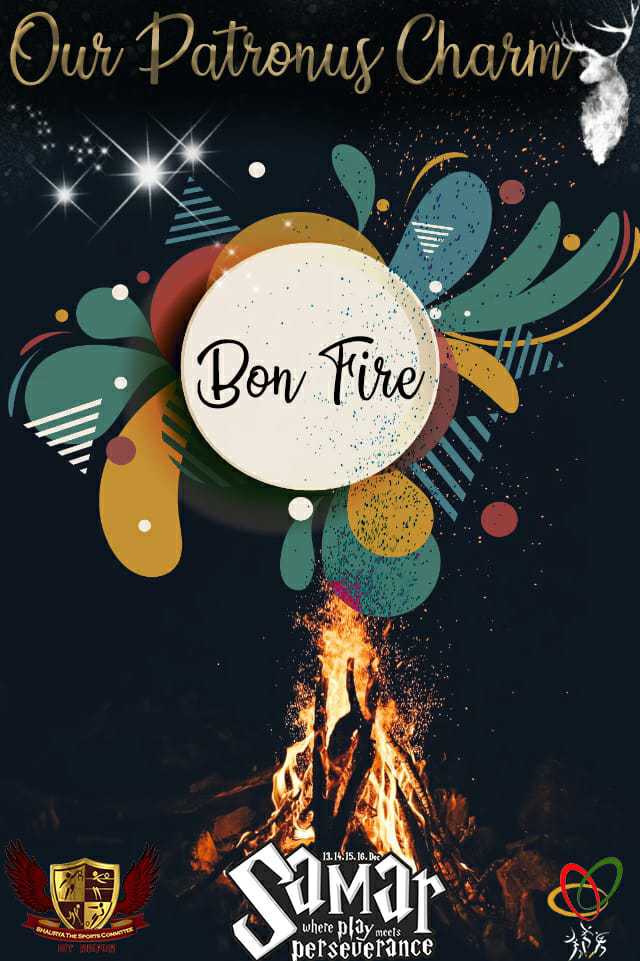 Our Patronus Charm
Bon Fire
13.14.15.16. Dec
Samar
where play meets
perseverance
SHAURYA THE SPORTS COMMITTEE